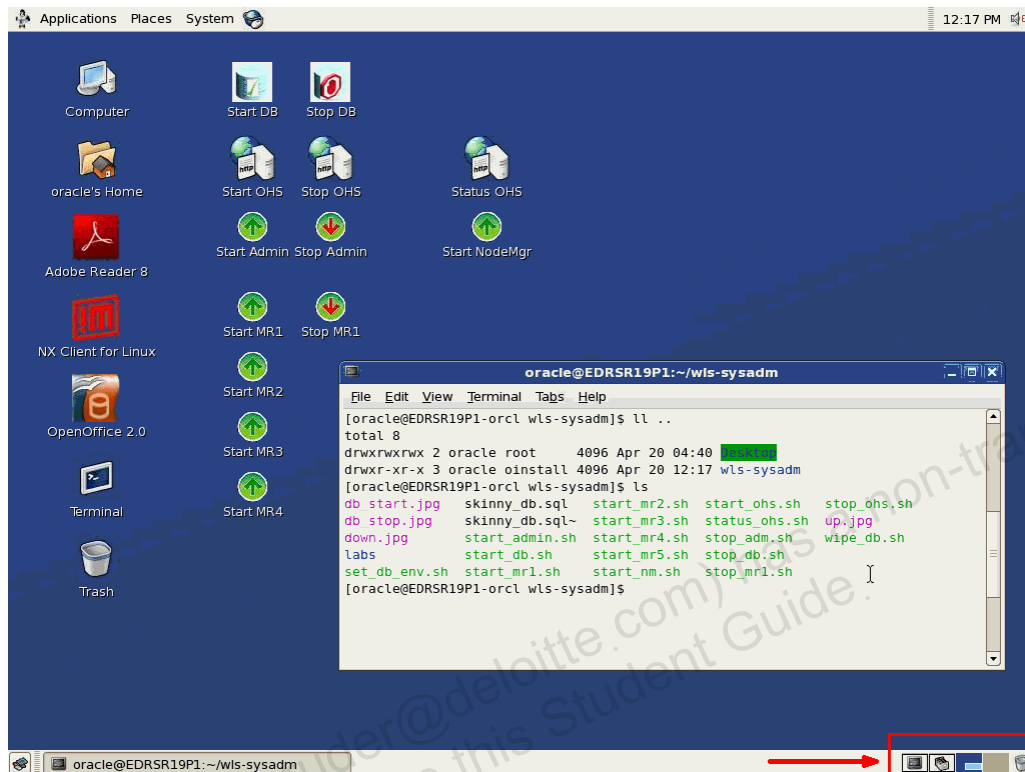 Applications Places System 12:17 PM
Computer Start DB Stop DB
oracle's Home Start OHS Stop OHS Status OHS
Adobe Reader 8 Start Admin Stop Admin Start NodeMgr
NX Client for Linux Start MR1 Stop MR1
Start MR2
OpenOffice 2.0
Start MR3
Terminal Start MR4
Trash
oracle@EDRSR19P1:~/wls-sysadm
File Edit View Terminal Tabs Help
[oracle@EDRSR19P1-orcl wls-sysadm]$ ll ..
total 8
drwxrwxrwx 2 oracle root     4096 Apr 20 04:40 Desktop
drwxr-xr-x 3 oracle oinstall 4096 Apr 20 12:17 wls-sysadm
[oracle@EDRSR19P1-orcl wls-sysadm]$ ls
db_start.jpg   skinny_db.sql   start_mr2.sh  start_ohs.sh   stop_ohs.sh
db_stop.jpg    skinny_db.sql~  start_mr3.sh  status_ohs.sh  up.jpg
down.jpg       start_admin.sh  start_mr4.sh  stop_adm.sh    wipe_db.sh
labs           start_db.sh     start_mr5.sh  stop_db.sh
set_db_env.sh  start_mr1.sh    start_nm.sh   stop_mr1.sh
[oracle@EDRSR19P1-orcl wls-sysadm]$
oracle@EDRSR19P1:~/wls-sysadm
@deloitte.com) has a
this Student Guide.